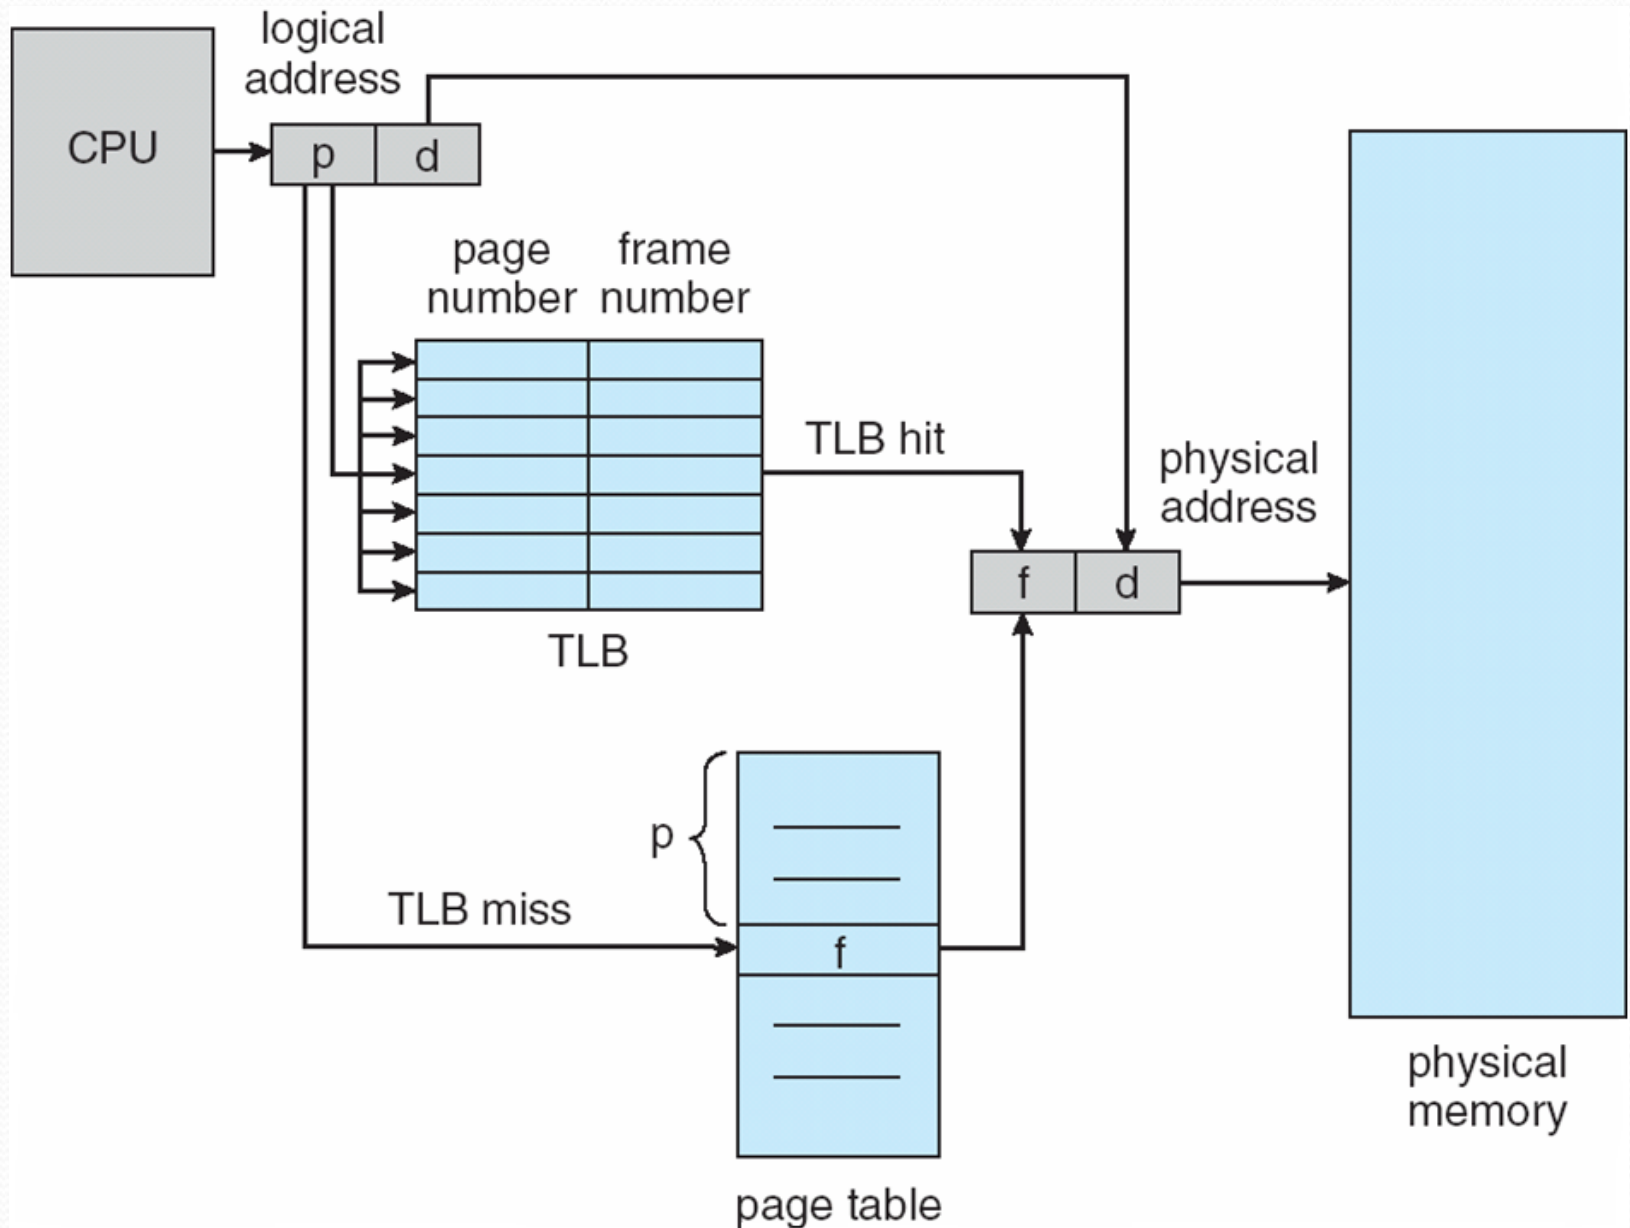 logical
address
CPU
p
d
page
number
frame
number
TLB hit
physical
address
f
d
TLB
p
TLB miss
f
page table
physical
memory